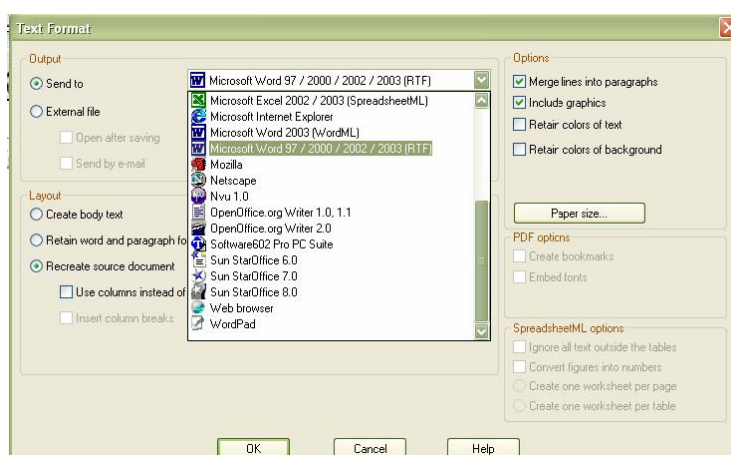 Text Format
Output
Send to
Microsoft Word 97 / 2000 / 2002 / 2003 (RTF)
External file
Open after saving
Send by e-mail
Microsoft Excel 2002 / 2003 (SpreadsheetML)
Microsoft Internet Explorer
Microsoft Word 2003 (WordML)
Microsoft Word 97 / 2000 / 2002 / 2003 (RTF)
Mozilla
Netscape
Nvu 1.0
OpenOffice.org Writer 1.0, 1.1
OpenOffice.org Writer 2.0
Software602 Pro PC Suite
Sun StarOffice 6.0
Sun StarOffice 7.0
Sun StarOffice 8.0
Web browser
WordPad
Layout
Create body text
Retain word and paragraph fo
Recreate source document
Use columns instead of
Insert column breaks
Options
Merge lines into paragraphs
Include graphics
Retain colors of text
Retain colors of background
Paper size...
PDF options
Create bookmarks
Embed fonts
SpreadsheetML options
Ignore all text outside the tables
Convert figures into numbers
Create one worksheet per page
Create one worksheet per table
OK
Cancel
Help